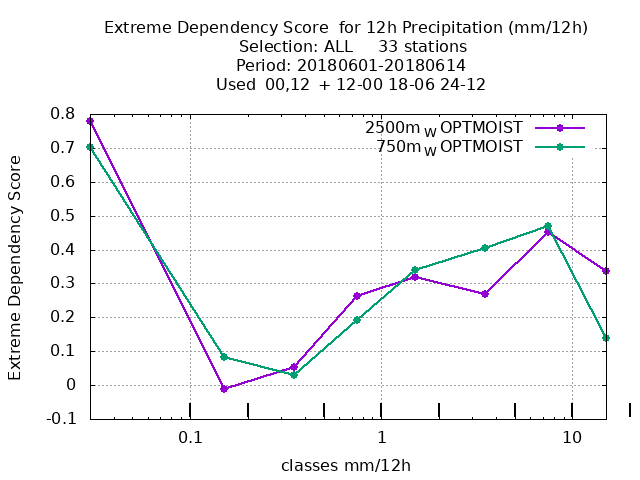 Extreme Dependency Score  for 12h Precipitation (mm/12h)
Selection: ALL     33 stations
Period: 20180601-20180614
Used  00,12  + 12-00 18-06 24-12
2500m W OPTMOIST
750m W OPTMOIST
Extreme Dependency Score
0.8
0.7
0.6
0.5
0.4
0.3
0.2
0.1
0
-0.1
0.1
1
10
classes mm/12h